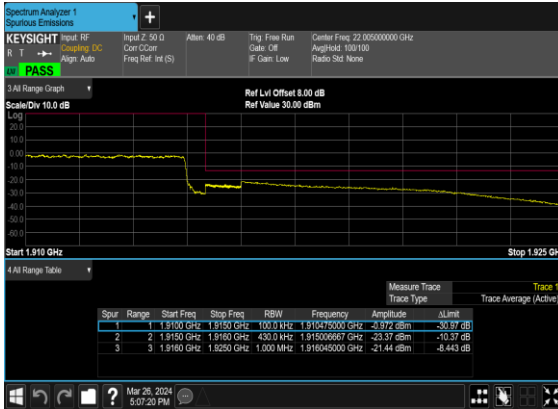 Spectrum Analyzer 1
Spurious Emissions
KEYSIGHT
R T
PASS
Input: RF
Coupling: DC
Align: Auto
Input Z: 50 Ω
Corr CCorr
Freq Ref: Int (S)
Atten: 40 dB
Trig: Free Run
Gate: Off
IF Gain: Low
Center Freq: 22.005000000 GHz
Avg|Hold: 100/100
Radio Std: None
3 All Range Graph
Scale/Div 10.0 dB
Ref Lvl Offset 8.00 dB
Ref Value 30.00 dBm
Log
20.0
10.0
0.00
-10.0
-20.0
-30.0
-40.0
-50.0
-60.0
Start 1.910 GHz
Stop 1.925 GH
4 All Range Table
Measure Trace Trace 1
Trace Type Trace Average (Active)
Spur Range Start Freq Stop Freq RBW Frequency Amplitude ΔLimit
1 1 1.9100 GHz 1.9150 GHz 100.0 kHz 1.910475000 GHz -0.972 dBm -30.97 dB
2 2 1.9150 GHz 1.9160 GHz 430.0 kHz 1.915006667 GHz -23.37 dBm -10.37 dB
3 3 1.9160 GHz 1.9250 GHz 1.000 MHz 1.916045000 GHz -21.44 dBm -8.443 dB
?
Mar 26, 2024
5:07:20 PM